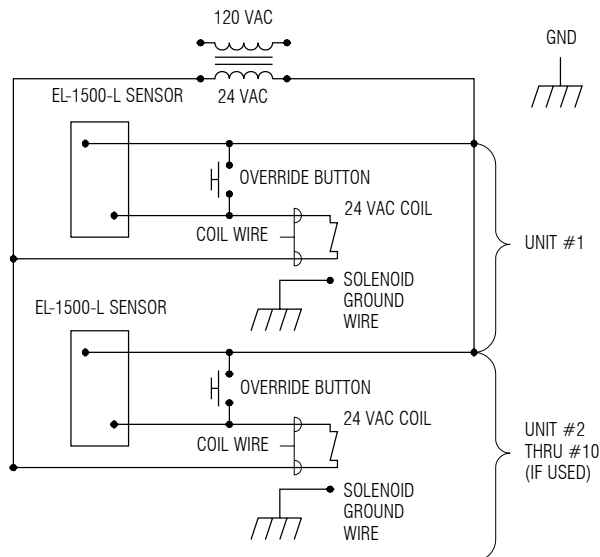 120 VAC
GND
24 VAC
EL-1500-L SENSOR
OVERRIDE BUTTON
24 VAC COIL
COIL WIRE
UNIT #1
SOLENOID
GROUND
WIRE
EL-1500-L SENSOR
OVERRIDE BUTTON
24 VAC COIL
COIL WIRE
UNIT #2
THRU #10
(IF USED)
SOLENOID
GROUND
WIRE